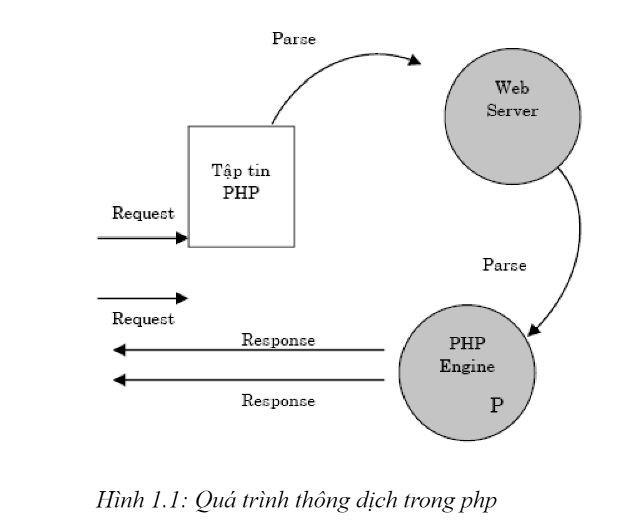 Parse
Web
Server
Tập tin
PHP
Request
Parse
Request
Response
PHP
Engine
P
Response
Hình 1.1: Quá trình thông dịch trong php